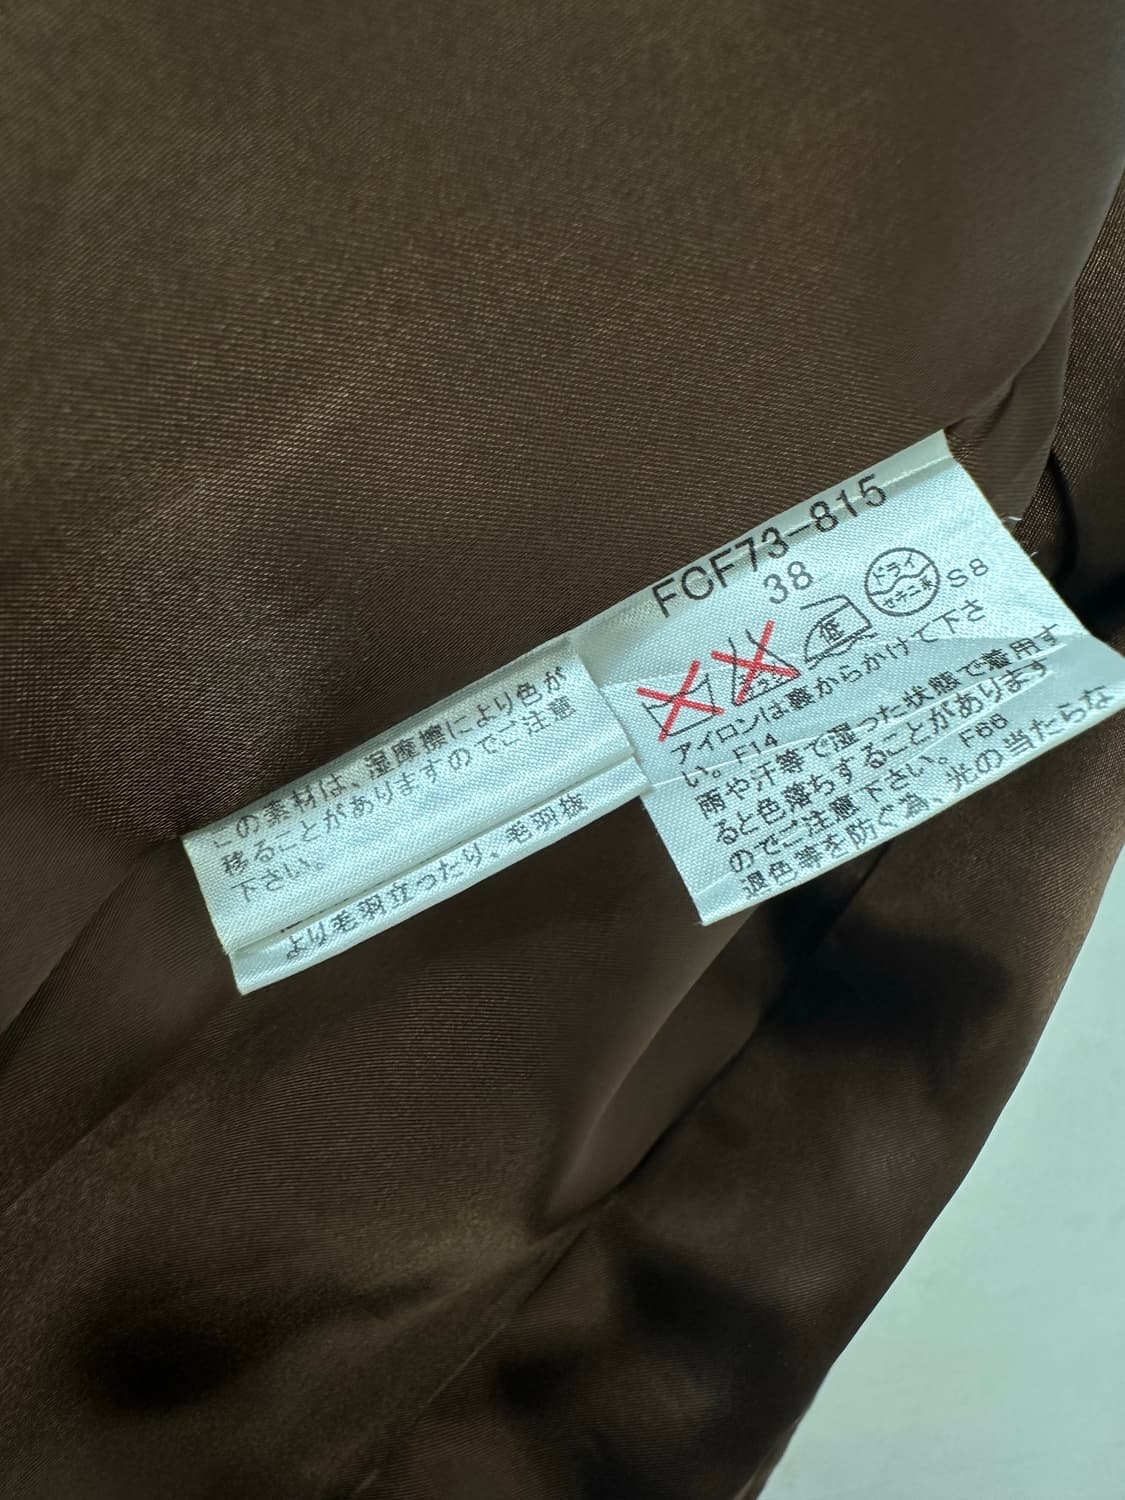 FCF73-815
38
ドライ
セキユ系
低
S8
アイロンは裏からかけて下さ
い。F14
雨や汗等で湿った状態で着用す
ると色落ちすることがあります
のでご注意下さい。 F66
退色等を防ぐ為、光の当たらな
この素材は、湿摩擦により色が
移ることがありますのでご注意
下さい。
より毛羽立ったり、毛羽抜